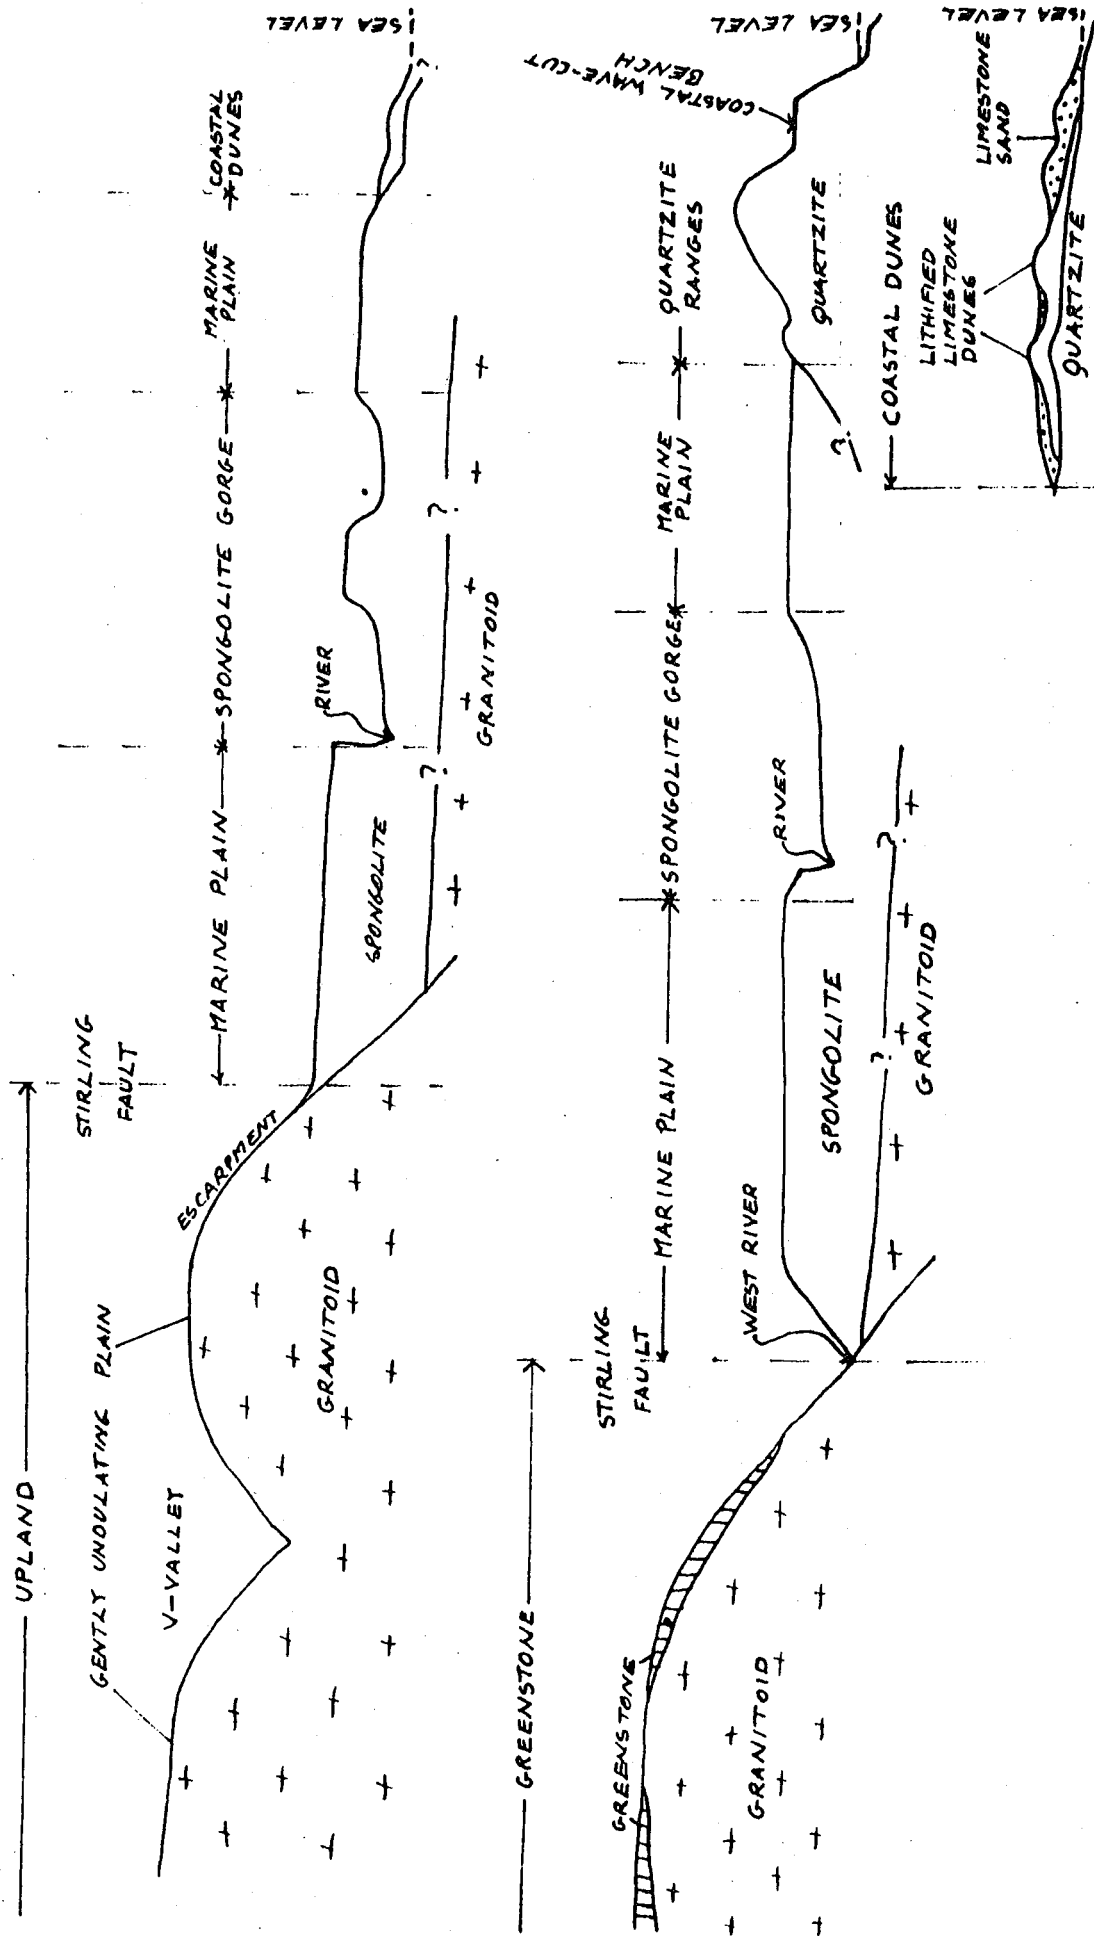 UPLAND
GENTLY UNDULATING PLAIN
V-VALLEY
ESCARPMENT
STIRLING
FAULT
MARINE PLAIN
SPONGOLITE GORGE
MARINE
PLAIN
COASTAL
DUNES
SEA LEVEL
RIVER
SPONGOLITE
GRANITOID
GRANITOID
?
?
?
GREENSTONE
STIRLING
FAULT
MARINE PLAIN
SPONGOLITE GORGE
MARINE
PLAIN
QUARTZITE
RANGES
COASTAL WAVE-CUT
BENCH
SEA LEVEL
GREENSTONE
GRANITOID
WEST RIVER
RIVER
SPONGOLITE
GRANITOID
QUARTZITE
?
?
?
COASTAL DUNES
LITHIFIED
LIMESTONE
DUNES
LIMESTONE
SAND
QUARTZITE
SEA LEVEL